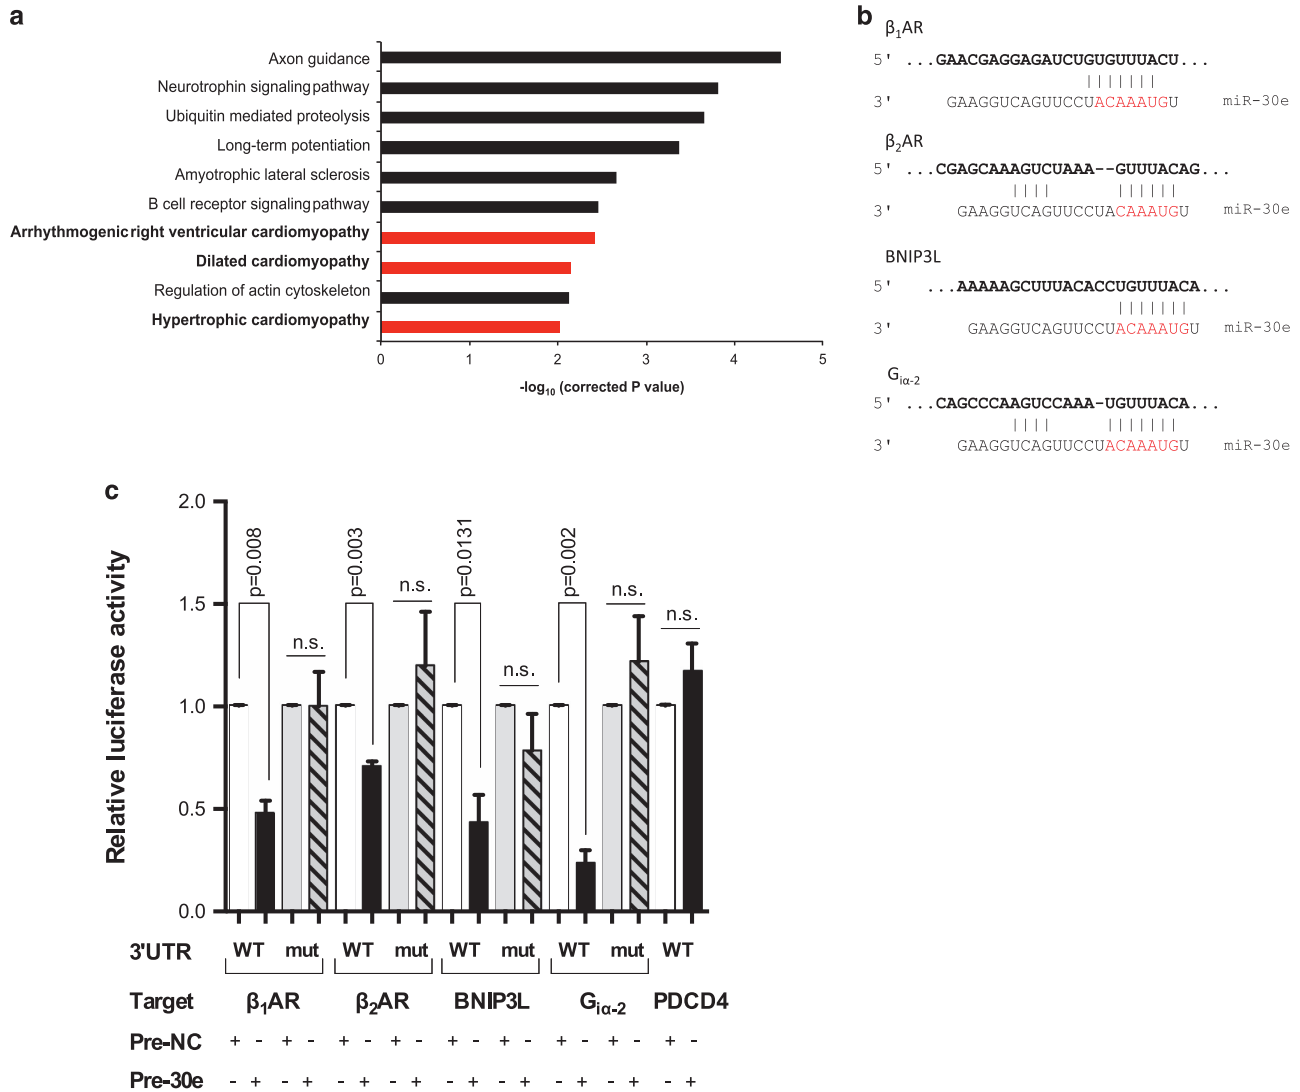 a
Axon guidance
Neurotrophin signaling pathway
Ubiquitin mediated proteolysis
Long-term potentiation
Amyotrophic lateral sclerosis
B cell receptor signaling pathway
Arrhythmogenic right ventricular cardiomyopathy
Dilated cardiomyopathy
Regulation of actin cytoskeleton
Hypertrophic cardiomyopathy
0 1 2 3 4 5
-log₁₀ (corrected P value)
b
β₁AR
5' ...GAACGAGGAGAUCUGUGUUUACU...
|||||||
3' GAAGGUCAGUUCCUACAAAUGU miR-30e
β₂AR
5' ...CGAGCAAAGUCUAAA--GUUUACAG...
|||| ||||||
3' GAAGGUCAGUUCCUACAAAUGU miR-30e
BNIP3L
5' ...AAAAAGCUUUACACCUGUUUACA...
|||||||
3' GAAGGUCAGUUCCUACAAAUGU miR-30e
Giα-2
5' ...CAGCCCAAGUCCAAA-UGUUUACA...
|||| |||||||
3' GAAGGUCAGUUCCUACAAAUGU miR-30e
c
Relative luciferase activity
2.0
1.5
1.0
0.5
0.0
p=0.008
n.s.
p=0.003
n.s.
p=0.0131
n.s.
p=0.002
n.s.
n.s.
3'UTR WT mut WT mut WT mut WT mut WT
Target β₁AR β₂AR BNIP3L Giα-2 PDCD4
Pre-NC + - + - + - + - + - + - + - + - + -
Pre-30e - + - + - + - + - + - + - + - + - +